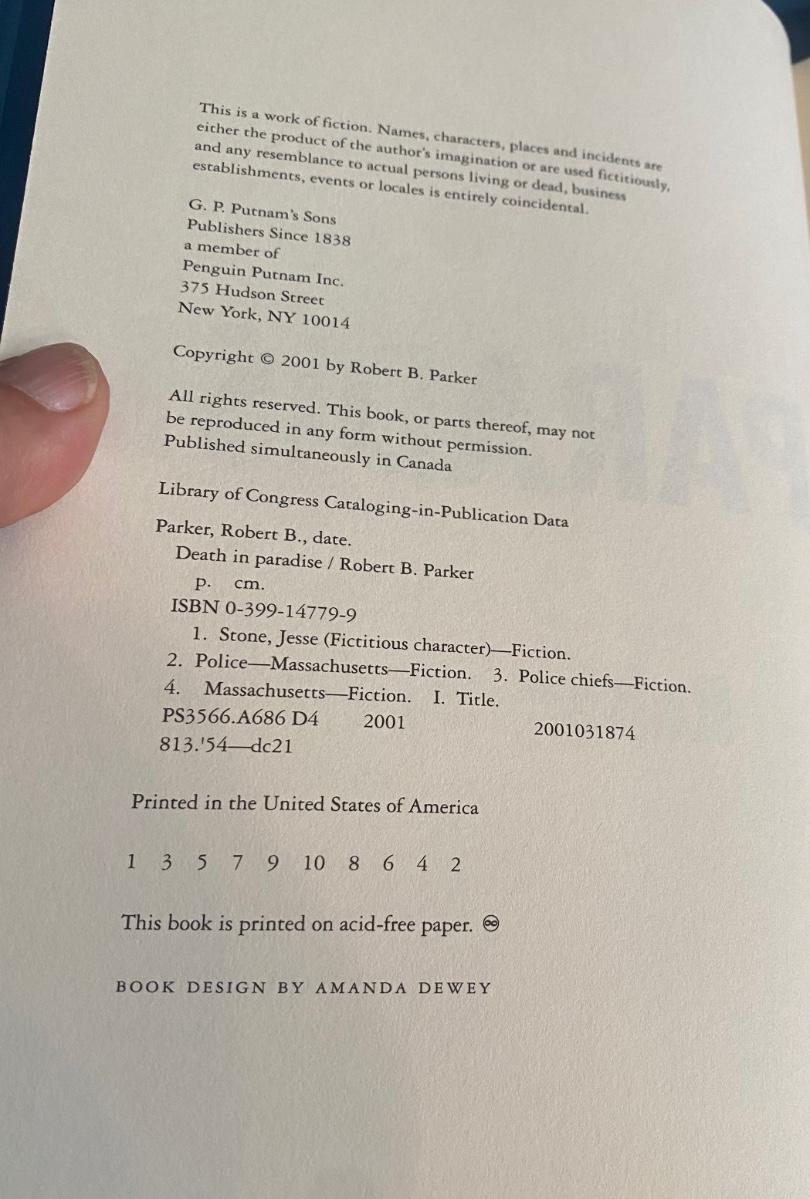 This is a work of fiction. Names, characters, places and incidents are
either the product of the author's imagination or are used fictitiously,
and any resemblance to actual persons living or dead, business
establishments, events or locales is entirely coincidental.
G. P. Putnam's Sons
Publishers Since 1838
a member of
Penguin Putnam Inc.
375 Hudson Street
New York, NY 10014
Copyright © 2001 by Robert B. Parker
All rights reserved. This book, or parts thereof, may not
be reproduced in any form without permission.
Published simultaneously in Canada
Library of Congress Cataloging-in-Publication Data
Parker, Robert B., date.
Death in paradise / Robert B. Parker
p. cm.
ISBN 0-399-14779-9
1. Stone, Jesse (Fictitious character)—Fiction.
2. Police—Massachusetts—Fiction. 3. Police chiefs—Fiction.
4. Massachusetts—Fiction. I. Title.
PS3566.A686 D4 2001 2001031874
813.'54—dc21
Printed in the United States of America
1 3 5 7 9 10 8 6 4 2
This book is printed on acid-free paper. ♾
BOOK DESIGN BY AMANDA DEWEY